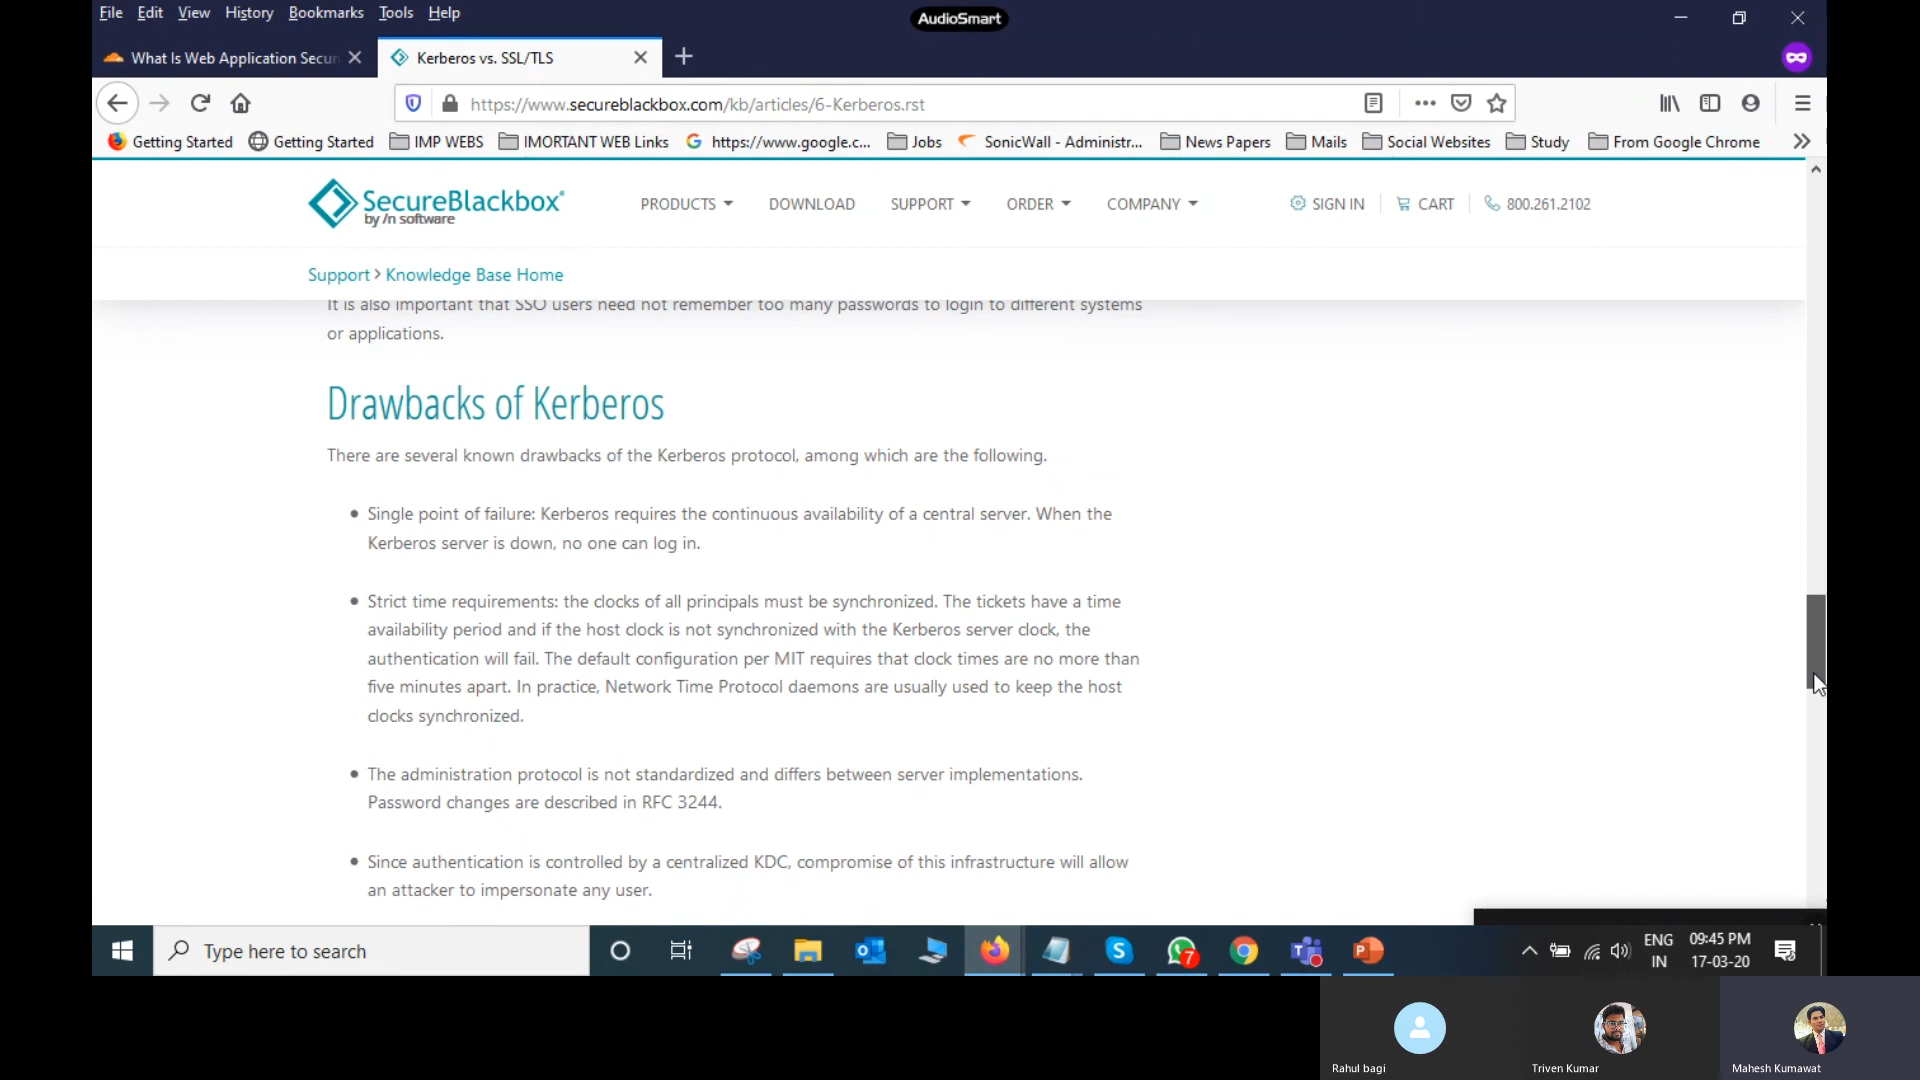 File Edit View History Bookmarks Tools Help
AudioSmart
What Is Web Application Secur
Kerberos vs. SSL/TLS
https://www.secureblackbox.com/kb/articles/6-Kerberos.rst
Getting Started Getting Started IMP WEBS IMORTANT WEB Links https://www.google.c... Jobs SonicWall - Administr... News Papers Mails Social Websites Study From Google Chrome
SecureBlackbox®
by /n software
PRODUCTS DOWNLOAD SUPPORT ORDER COMPANY SIGN IN CART 800.261.2102
Support > Knowledge Base Home
It is also important that SSO users need not remember too many passwords to login to different systems
or applications.
Drawbacks of Kerberos
There are several known drawbacks of the Kerberos protocol, among which are the following.
• Single point of failure: Kerberos requires the continuous availability of a central server. When the
Kerberos server is down, no one can log in.
• Strict time requirements: the clocks of all principals must be synchronized. The tickets have a time
availability period and if the host clock is not synchronized with the Kerberos server clock, the
authentication will fail. The default configuration per MIT requires that clock times are no more than
five minutes apart. In practice, Network Time Protocol daemons are usually used to keep the host
clocks synchronized.
• The administration protocol is not standardized and differs between server implementations.
Password changes are described in RFC 3244.
• Since authentication is controlled by a centralized KDC, compromise of this infrastructure will allow
an attacker to impersonate any user.
Type here to search
7
ENG
IN
09:45 PM
17-03-20
Rahul bagi
Triven Kumar
Mahesh Kumawat